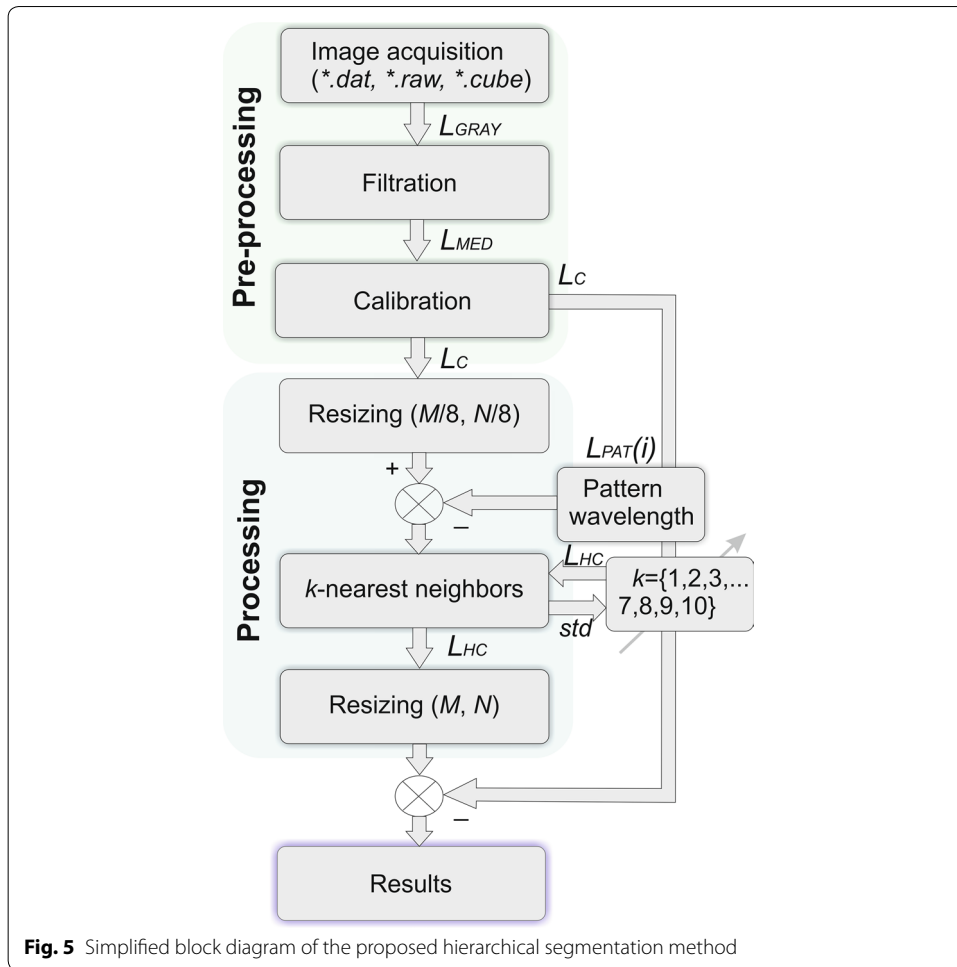 Pre-processing
Image acquisition
(*.dat, *.raw, *.cube)
LGRAY
Filtration
LMED
Calibration
LC
LC
Processing
Resizing (M/8, N/8)
+
LPAT(i)
Pattern
wavelength
–
k-nearest neighbors
LHC
k={1,2,3,...
7,8,9,10}
std
LHC
Resizing (M, N)
–
Results
Fig. 5 Simplified block diagram of the proposed hierarchical segmentation method